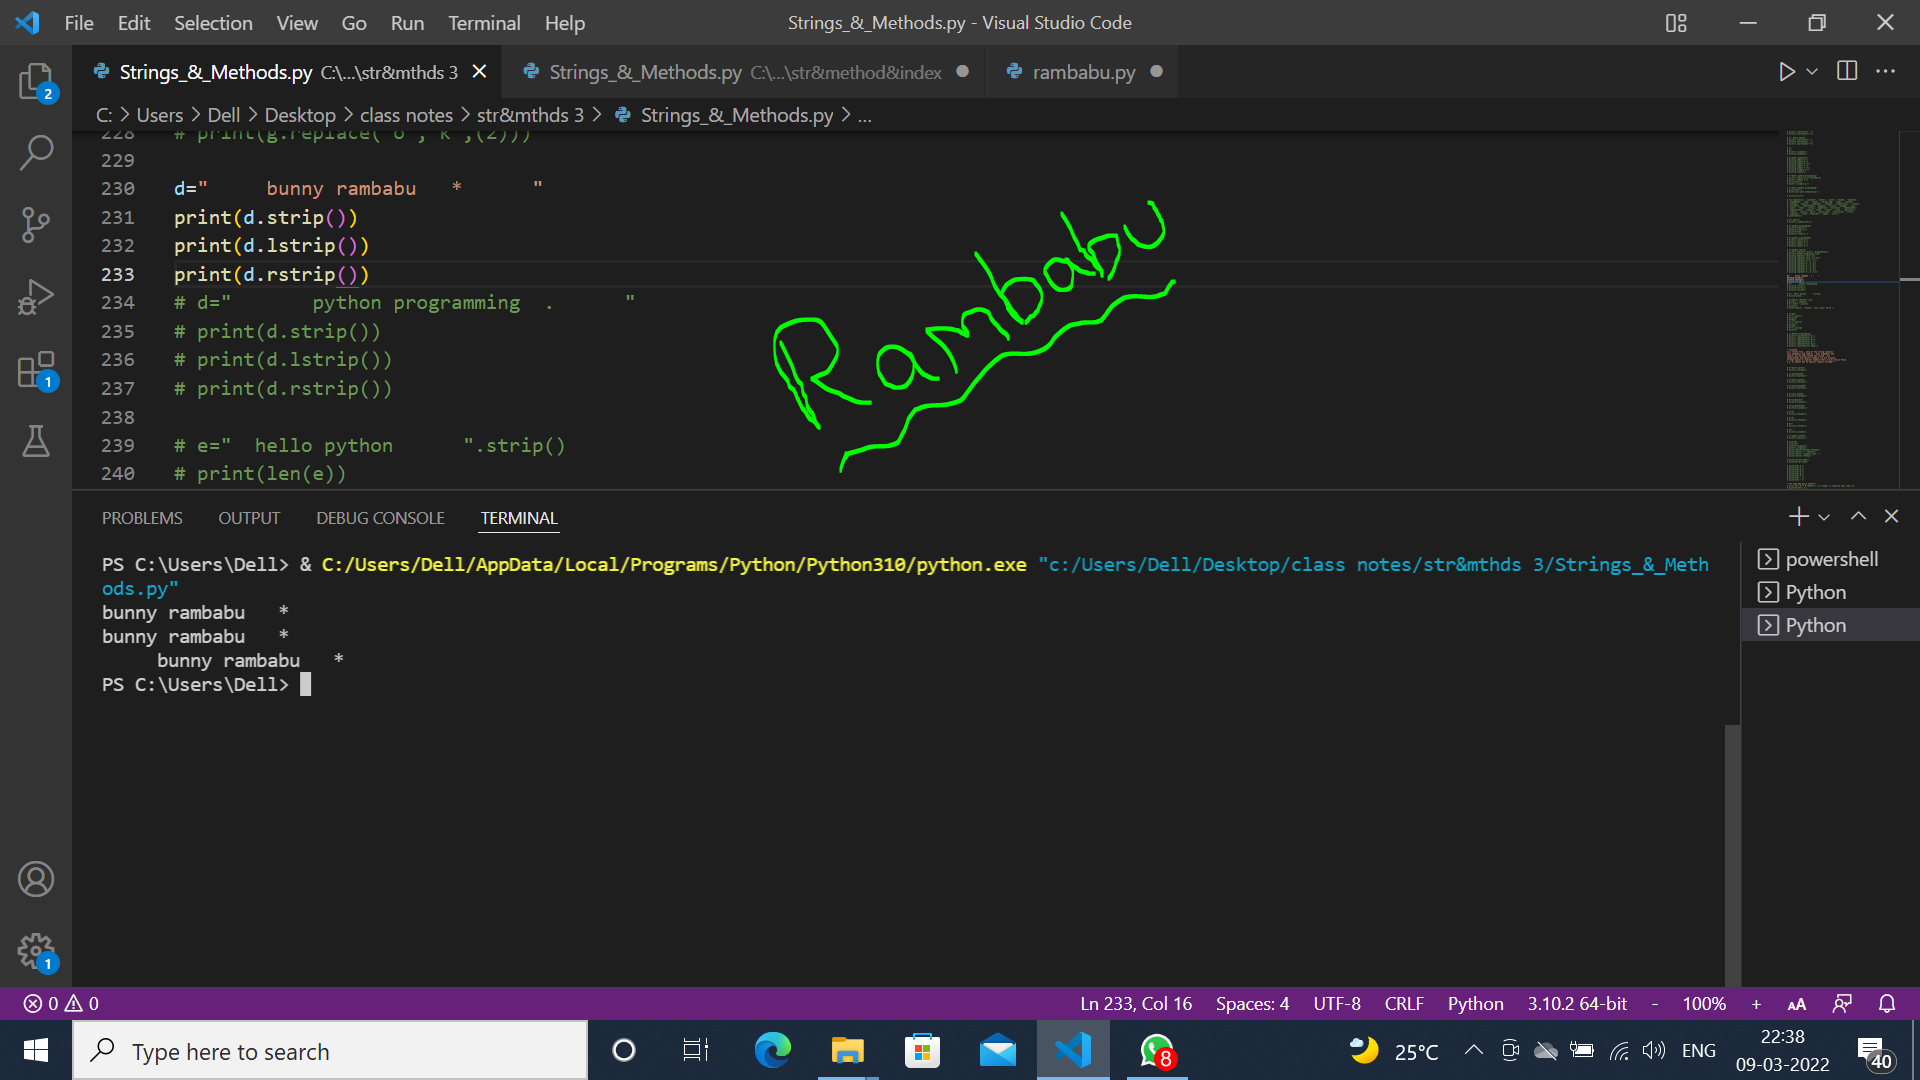 File Edit Selection View Go Run Terminal Help Strings_&_Methods.py - Visual Studio Code
Strings_&_Methods.py C:\...\str&mthds 3 Strings_&_Methods.py C:\...\str&method&index rambabu.py
C: > Users > Dell > Desktop > class notes > str&mthds 3 > Strings_&_Methods.py > ...
228 # print(g.replace('o','k',(2)))
229
230 d="     bunny rambabu   *      "
231 print(d.strip())
232 print(d.lstrip())
233 print(d.rstrip())
234 # d="       python programming  .      "
235 # print(d.strip())
236 # print(d.lstrip())
237 # print(d.rstrip())
238
239 # e="  hello python      ".strip()
240 # print(len(e))
Rambabu
PROBLEMS OUTPUT DEBUG CONSOLE TERMINAL
PS C:\Users\Dell> & C:/Users/Dell/AppData/Local/Programs/Python/Python310/python.exe "c:/Users/Dell/Desktop/class notes/str&mthds 3/Strings_&_Meth
ods.py"
bunny rambabu   *
bunny rambabu   *
     bunny rambabu   *
PS C:\Users\Dell>
powershell
Python
Python
2
1
1
0 0 Ln 233, Col 16 Spaces: 4 UTF-8 CRLF Python 3.10.2 64-bit - 100% + AA
Type here to search 8 25°C ENG 22:38
09-03-2022 40